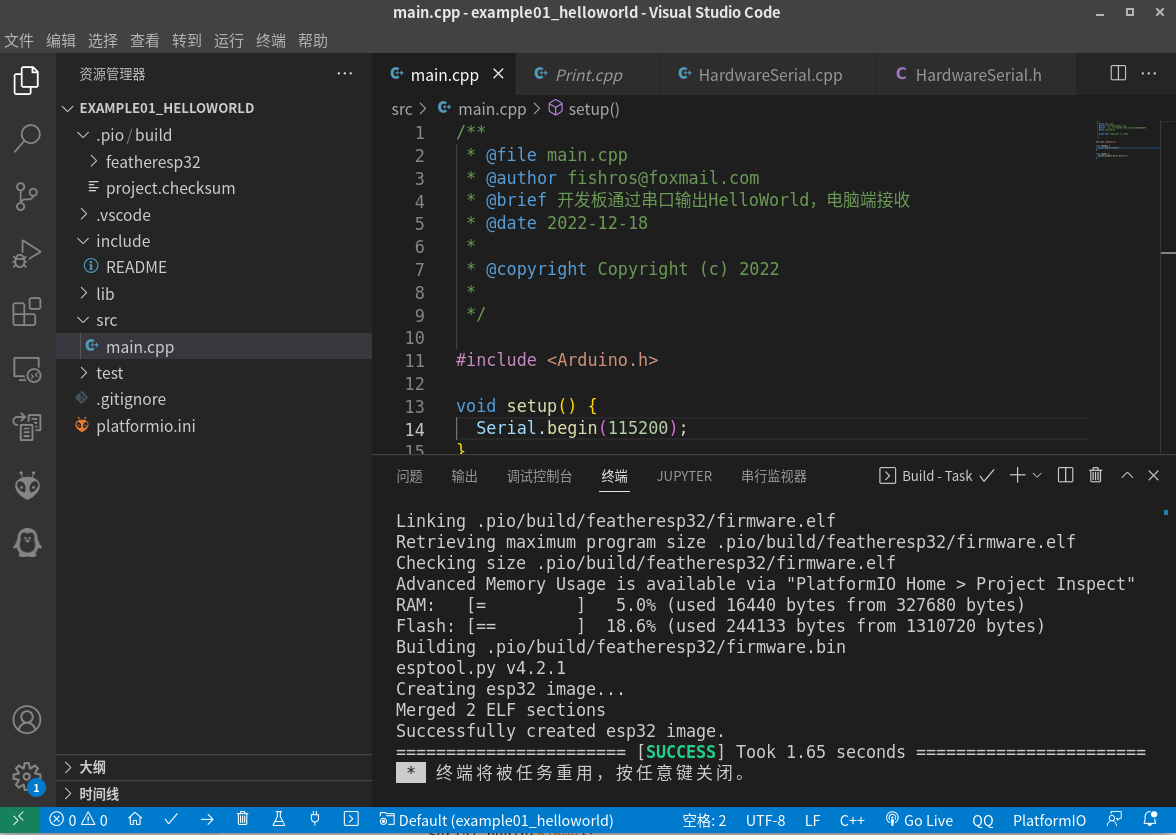 main.cpp - example01_helloworld - Visual Studio Code
文件 编辑 选择 查看 转到 运行 终端 帮助
资源管理器
EXAMPLE01_HELLOWORLD
.pio / build
featheresp32
project.checksum
.vscode
include
README
lib
src
main.cpp
test
.gitignore
platformio.ini
大纲
时间线
main.cpp Print.cpp HardwareSerial.cpp HardwareSerial.h
src > main.cpp > setup()
1 /**
2 * @file main.cpp
3 * @author fishros@foxmail.com
4 * @brief 开发板通过串口输出HelloWorld，电脑端接收
5 * @date 2022-12-18
6 *
7 * @copyright Copyright (c) 2022
8 *
9 */
10
11 #include <Arduino.h>
12
13 void setup() {
14 Serial.begin(115200);
15 }
问题 输出 调试控制台 终端 JUPYTER 串行监视器 Build - Task
Linking .pio/build/featheresp32/firmware.elf
Retrieving maximum program size .pio/build/featheresp32/firmware.elf
Checking size .pio/build/featheresp32/firmware.elf
Advanced Memory Usage is available via "PlatformIO Home > Project Inspect"
RAM: [= ] 5.0% (used 16440 bytes from 327680 bytes)
Flash: [== ] 18.6% (used 244133 bytes from 1310720 bytes)
Building .pio/build/featheresp32/firmware.bin
esptool.py v4.2.1
Creating esp32 image...
Merged 2 ELF sections
Successfully created esp32 image.
======================= [SUCCESS] Took 1.65 seconds =======================
* 终端将被任务重用，按任意键关闭。
1
0 0 Default (example01_helloworld) 空格: 2 UTF-8 LF C++ Go Live QQ PlatformIO